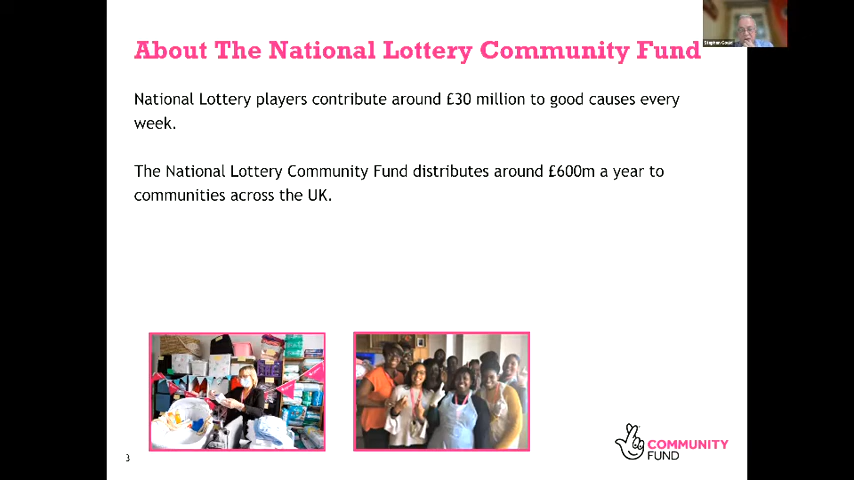 About The National Lottery Community Fund
National Lottery players contribute around £30 million to good causes every
week.
The National Lottery Community Fund distributes around £600m a year to
communities across the UK.
3
COMMUNITY
FUND
Stephen